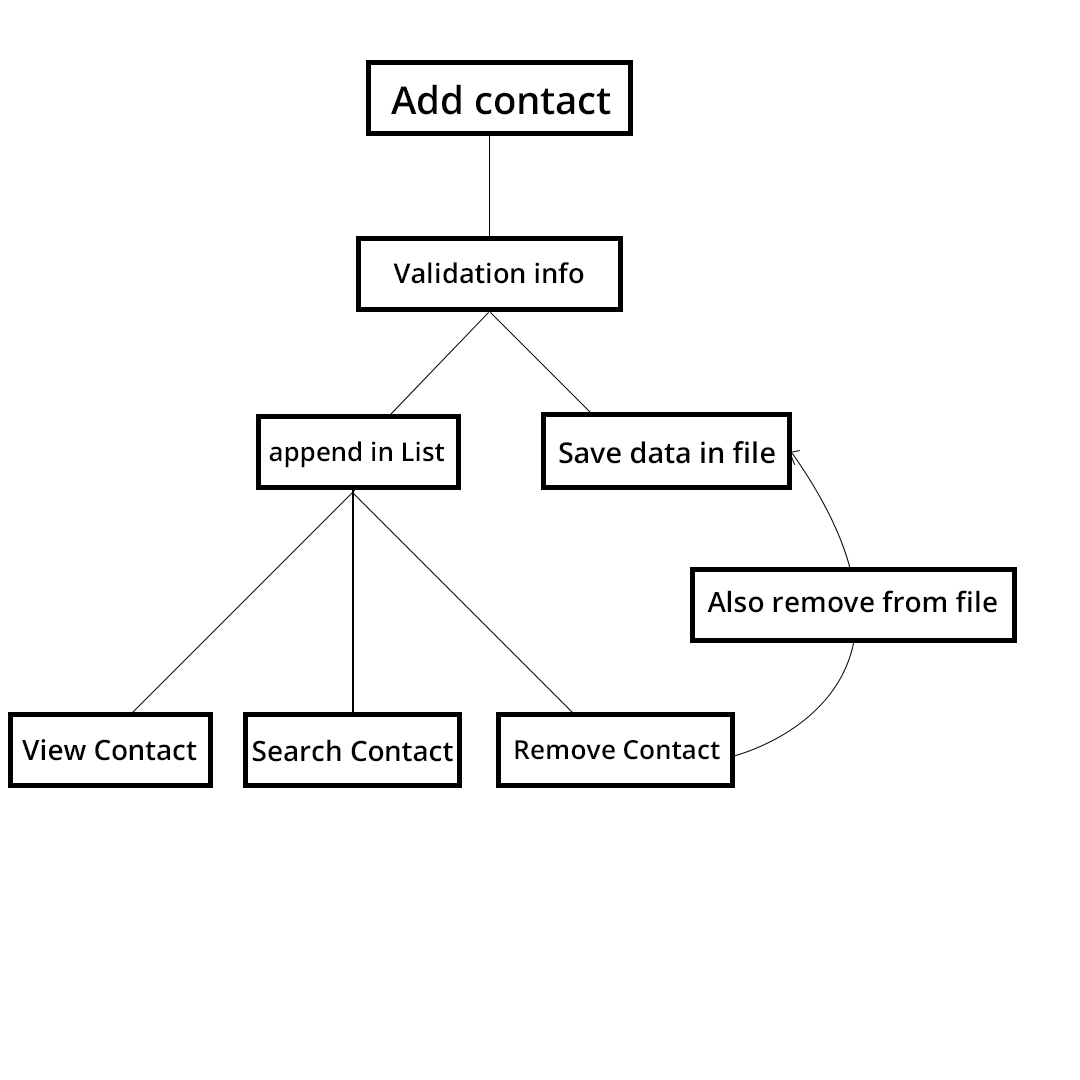 Add contact
Validation info
append in List
Save data in file
Also remove from file
View Contact
Search Contact
Remove Contact